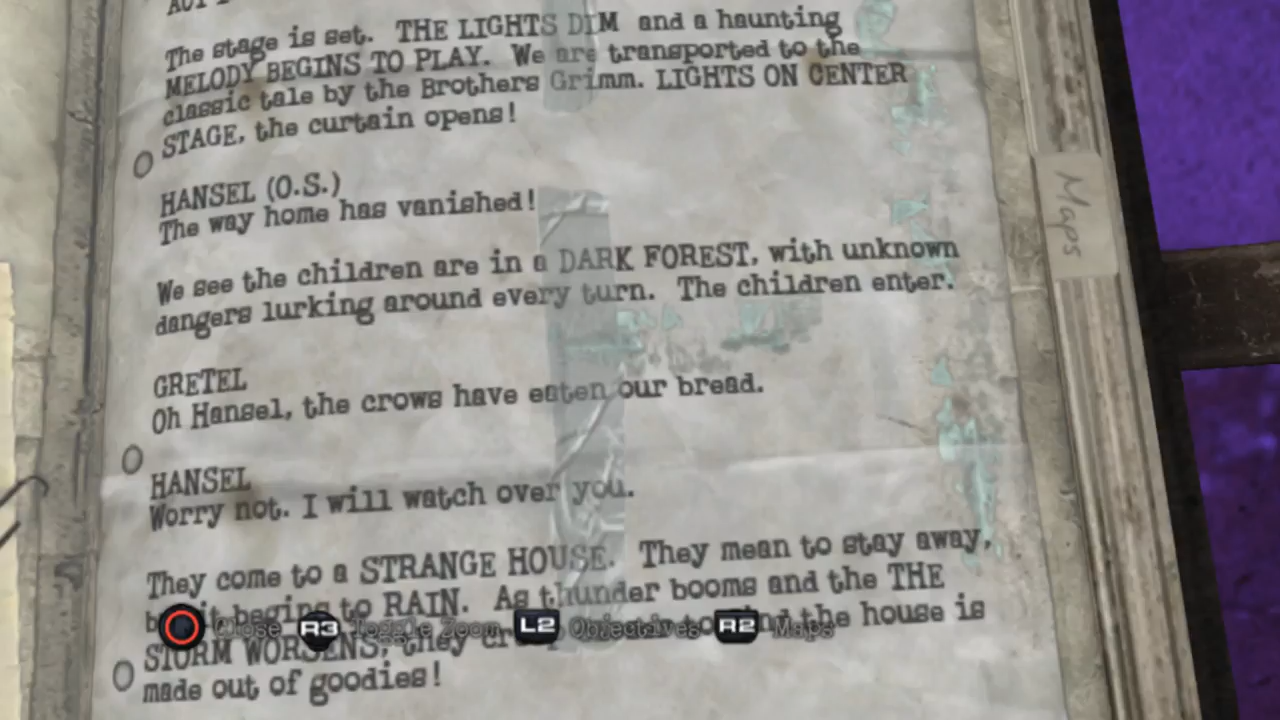 The stage is set. THE LIGHTS DIM and a haunting
MELODY BEGINS TO PLAY. We are transported to the
classic tale by the Brothers Grimm. LIGHTS ON CENTER
STAGE, the curtain opens!
HANSEL (O.S.)
The way home has vanished!
We see the children are in a DARK FOREST, with unknown
dangers lurking around every turn. The children enter.
GRETEL
Oh Hansel, the crows have eaten our bread.
HANSEL
Worry not. I will watch over you.
They come to a STRANGE HOUSE. They mean to stay away,
it begins to RAIN. As thunder booms and the THE
STORM WORSENS, they the house is
made out of goodies!
Maps
Close R3 Toggle Zoom L2 Objectives R2 Maps